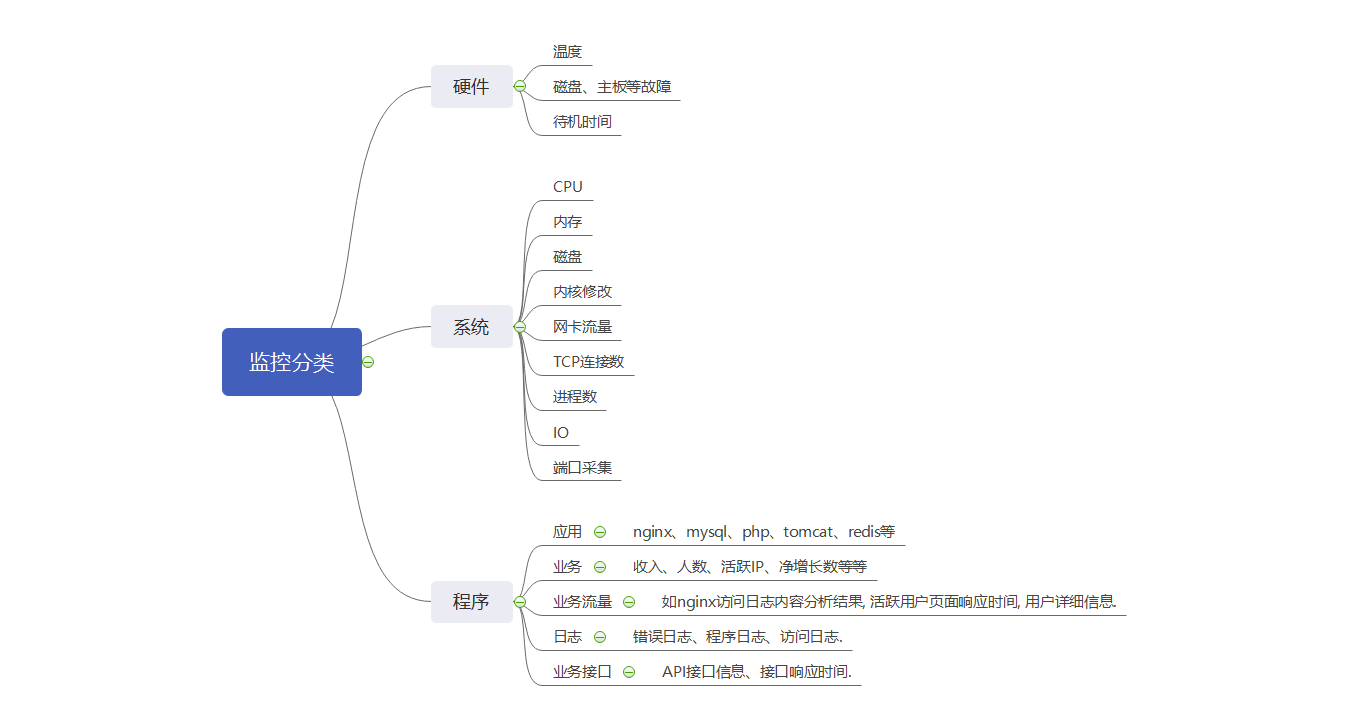 监控分类
硬件
温度
磁盘、主板等故障
待机时间
系统
CPU
内存
磁盘
内核修改
网卡流量
TCP连接数
进程数
IO
端口采集
程序
应用 nginx、mysql、php、tomcat、redis等
业务 收入、人数、活跃IP、净增长数等等
业务流量 如nginx访问日志内容分析结果, 活跃用户页面响应时间, 用户详细信息.
日志 错误日志、程序日志、访问日志.
业务接口 API接口信息、接口响应时间.